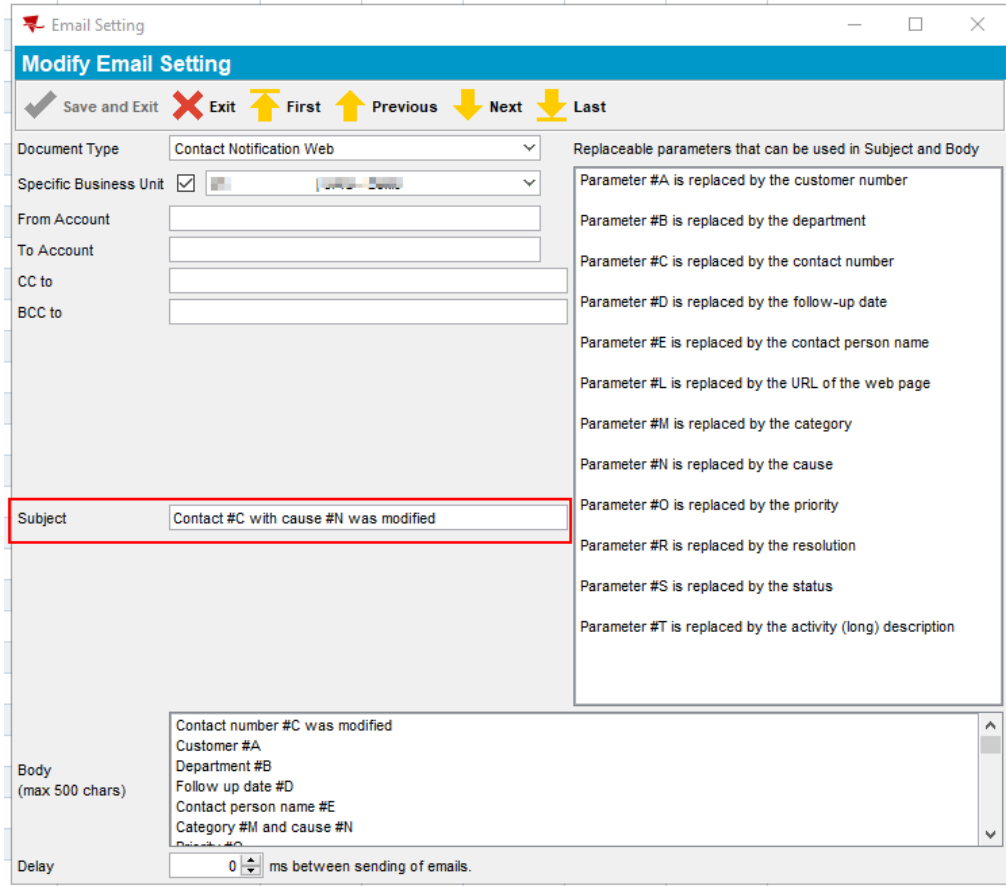 Email Setting
Modify Email Setting
Save and Exit Exit First Previous Next Last
Document Type Contact Notification Web
Specific Business Unit
From Account
To Account
CC to
BCC to
Subject Contact #C with cause #N was modified
Replaceable parameters that can be used in Subject and Body
Parameter #A is replaced by the customer number
Parameter #B is replaced by the department
Parameter #C is replaced by the contact number
Parameter #D is replaced by the follow-up date
Parameter #E is replaced by the contact person name
Parameter #L is replaced by the URL of the web page
Parameter #M is replaced by the category
Parameter #N is replaced by the cause
Parameter #O is replaced by the priority
Parameter #R is replaced by the resolution
Parameter #S is replaced by the status
Parameter #T is replaced by the activity (long) description
Body
(max 500 chars)
Contact number #C was modified
Customer #A
Department #B
Follow up date #D
Contact person name #E
Category #M and cause #N
Priority #O
Delay 0 ms between sending of emails.